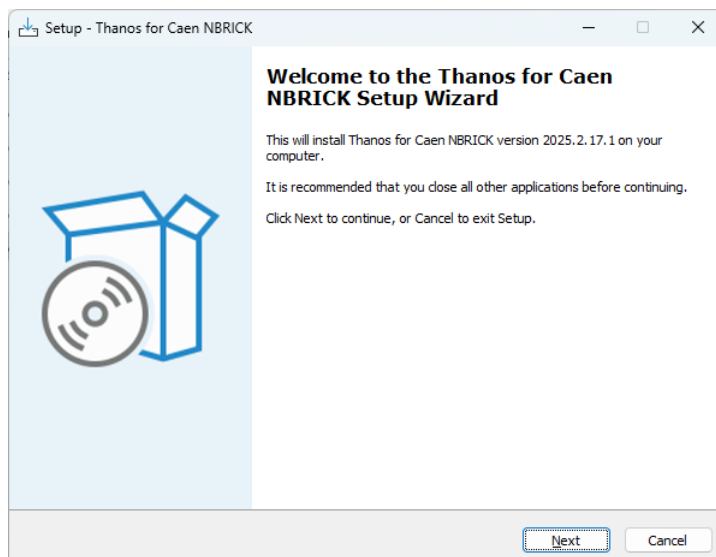 Setup - Thanos for Caen NBRICK
Welcome to the Thanos for Caen
NBRICK Setup Wizard
This will install Thanos for Caen NBRICK version 2025.2.17.1 on your
computer.
It is recommended that you close all other applications before continuing.
Click Next to continue, or Cancel to exit Setup.
Next
Cancel